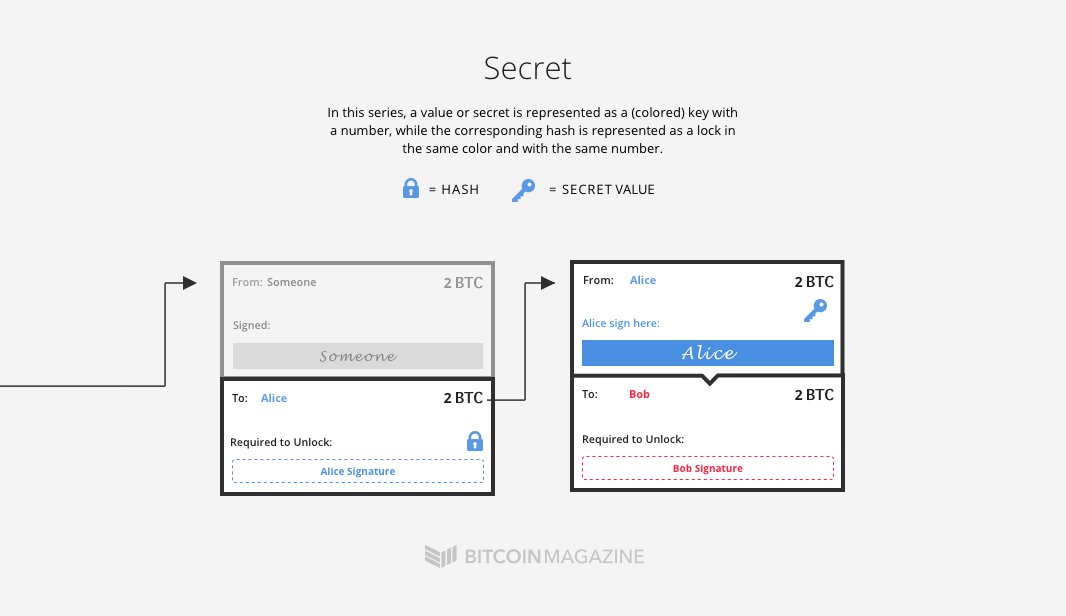 Secret
In this series, a value or secret is represented as a (colored) key with
a number, while the corresponding hash is represented as a lock in
the same color and with the same number.
= HASH
= SECRET VALUE
From: Someone
2 BTC
Signed:
Someone
To: Alice
2 BTC
Required to Unlock:
Alice Signature
From: Alice
2 BTC
Alice sign here:
Alice
To: Bob
2 BTC
Required to Unlock:
Bob Signature
BITCOINMAGAZINE